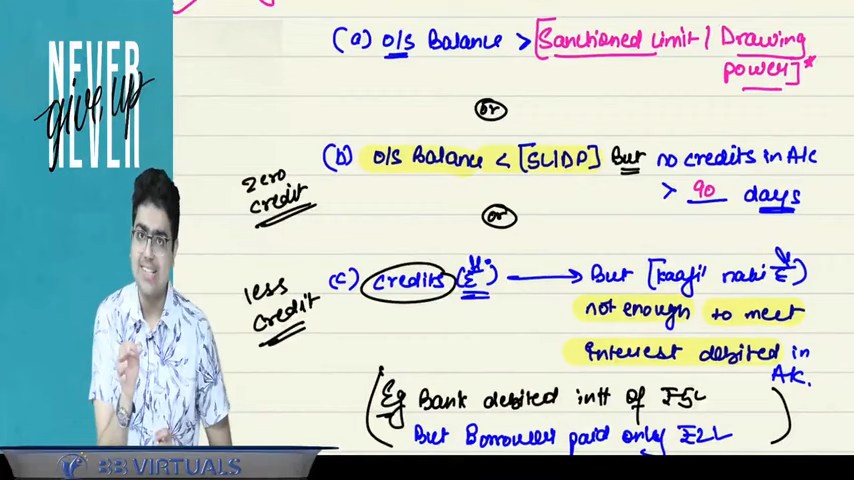 NEVER
give up
NEVER
(a) O/S Balance > [Sanctioned Limit / Drawing
power]*
or
(b) O/S Balance < [SL/DP] But no credits in A/c
> 90 days
zero
credit
or
(c) credits ( ) → But [kaafi nahi )
less
credit
not enough to meet
interest debited in
A/c.
(Eg Bank debited intt of ₹5L
But Borrower paid only ₹2L )
BB VIRTUALS